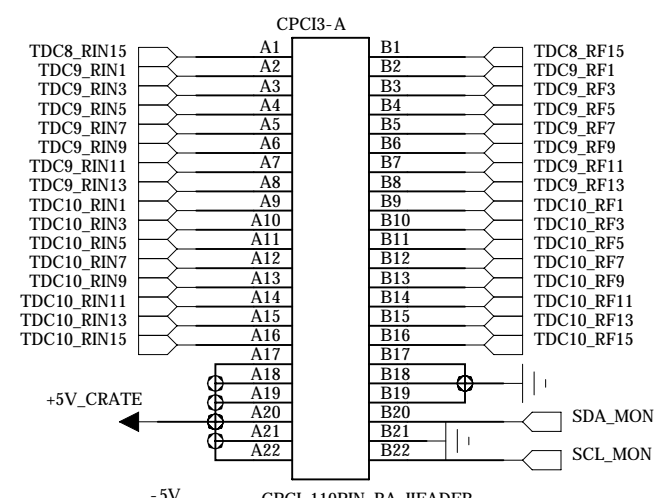 CPCI3-A
TDC8_RIN15 A1 B1 TDC8_RF15
TDC9_RIN1 A2 B2 TDC9_RF1
TDC9_RIN3 A3 B3 TDC9_RF3
TDC9_RIN5 A4 B4 TDC9_RF5
TDC9_RIN7 A5 B5 TDC9_RF7
TDC9_RIN9 A6 B6 TDC9_RF9
TDC9_RIN11 A7 B7 TDC9_RF11
TDC9_RIN13 A8 B8 TDC9_RF13
TDC10_RIN1 A9 B9 TDC10_RF1
TDC10_RIN3 A10 B10 TDC10_RF3
TDC10_RIN5 A11 B11 TDC10_RF5
TDC10_RIN7 A12 B12 TDC10_RF7
TDC10_RIN9 A13 B13 TDC10_RF9
TDC10_RIN11 A14 B14 TDC10_RF11
TDC10_RIN13 A15 B15 TDC10_RF13
TDC10_RIN15 A16 B16 TDC10_RF15
A17 B17
A18 B18
A19 B19
+5V_CRATE
A20 B20 SDA_MON
A21 B21
A22 B22 SCL_MON
-5V